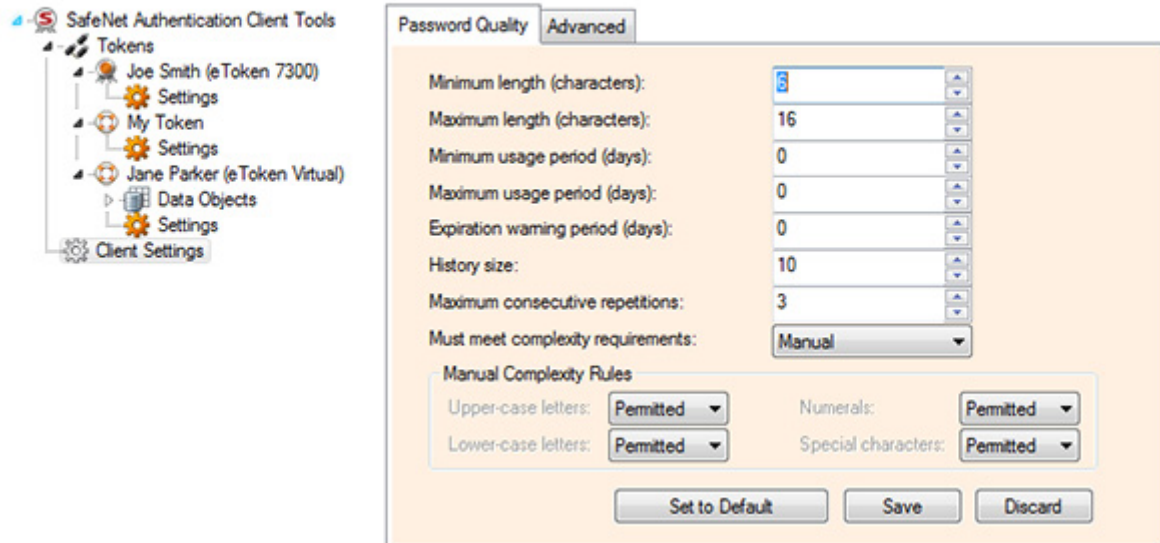 SafeNet Authentication Client Tools
Tokens
Joe Smith (eToken 7300)
Settings
My Token
Settings
Jane Parker (eToken Virtual)
Data Objects
Settings
Client Settings
Password Quality Advanced
Minimum length (characters): 6
Maximum length (characters): 16
Minimum usage period (days): 0
Maximum usage period (days): 0
Expiration warning period (days): 0
History size: 10
Maximum consecutive repetitions: 3
Must meet complexity requirements: Manual
Manual Complexity Rules
Upper-case letters: Permitted Numerals: Permitted
Lower-case letters: Permitted Special characters: Permitted
Set to Default Save Discard